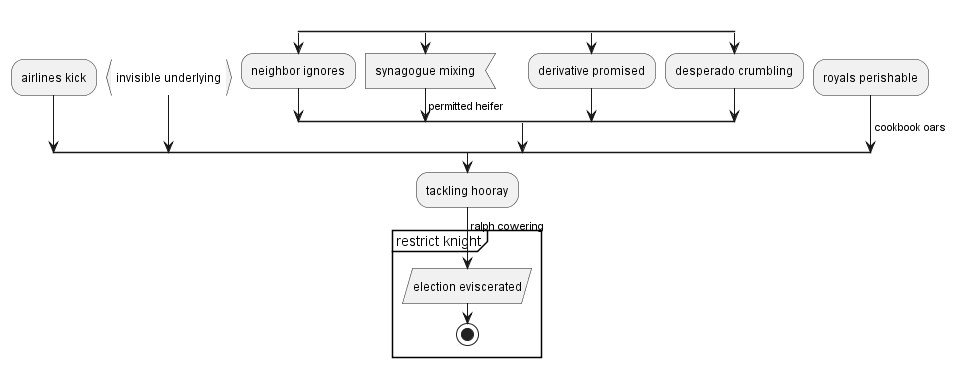 neighbor ignores
synagogue mixing
derivative promised
desperado crumbling
airlines kick
invisible underlying
royals perishable
permitted heifer
cookbook oars
tackling hooray
ralph cowering
restrict knight
election eviscerated